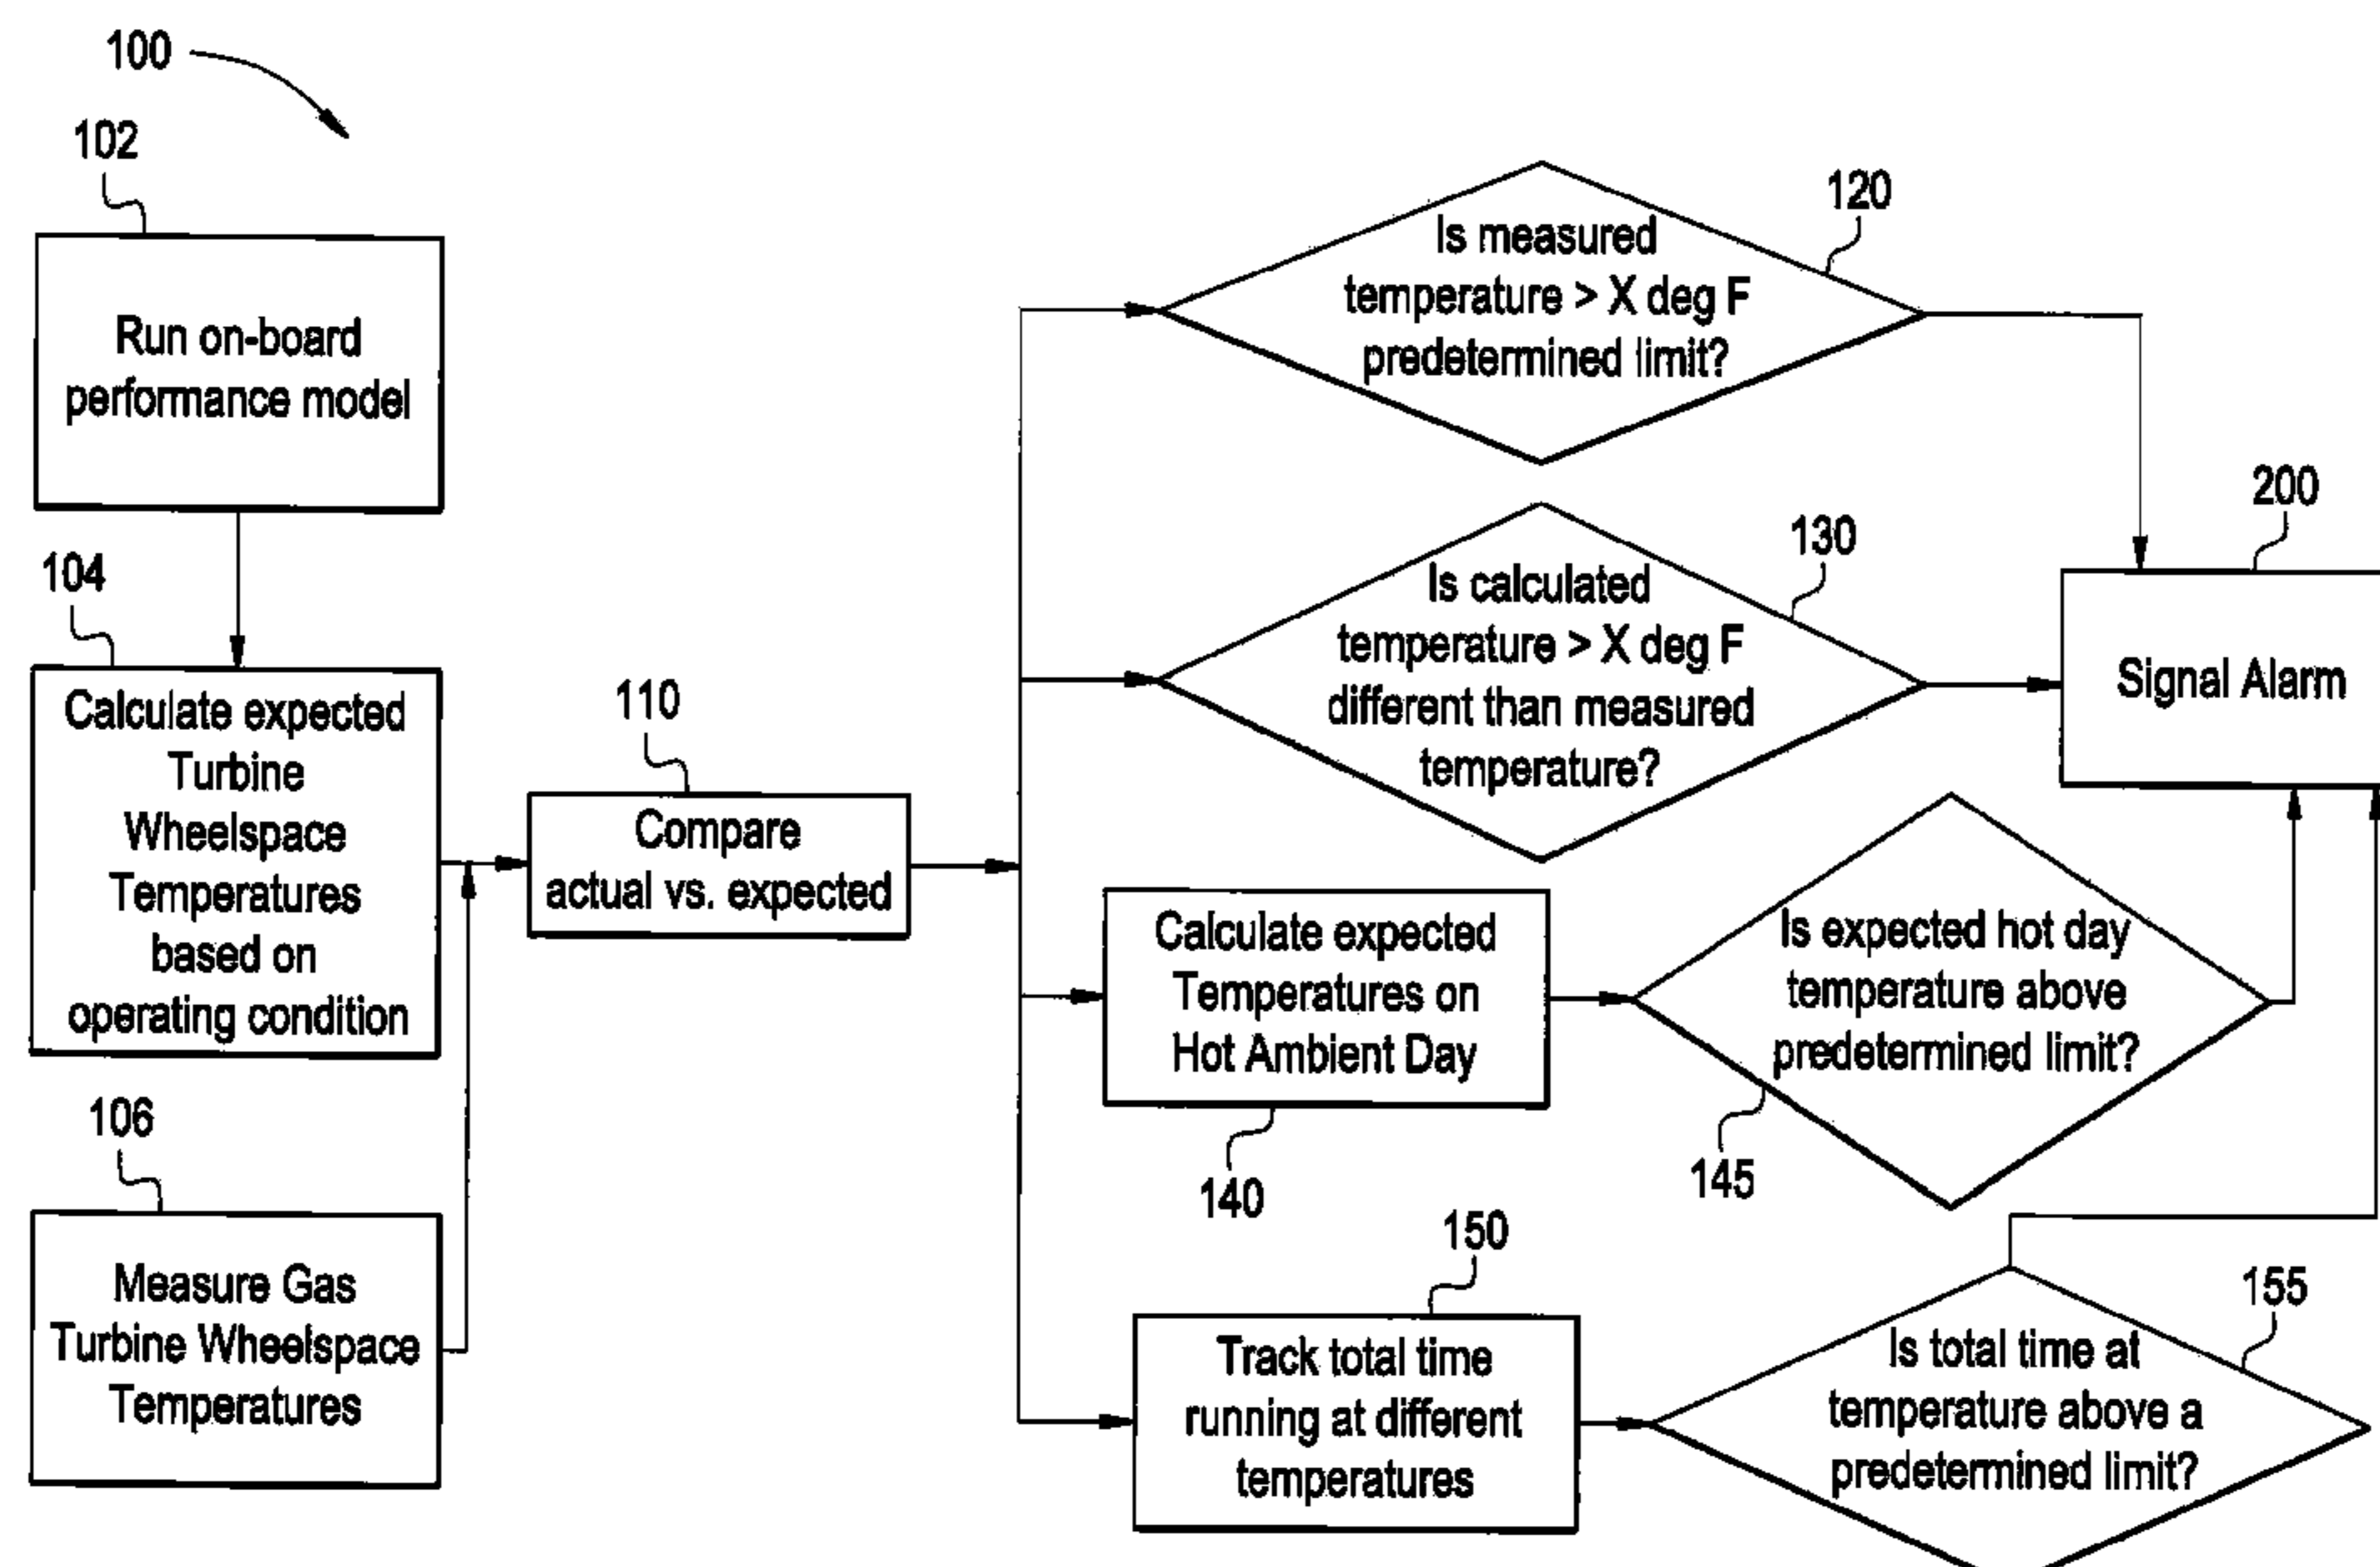 100
102
Run on-board
performance model
104
Calculate expected
Turbine
Wheelspace
Temperatures
based on
operating condition
106
Measure Gas
Turbine Wheelspace
Temperatures
110
Compare
actual vs. expected
120
Is measured
temperature > X deg F
predetermined limit?
130
Is calculated
temperature > X deg F
different than measured
temperature?
140
Calculate expected
Temperatures on
Hot Ambient Day
145
Is expected hot day
temperature above
predetermined limit?
150
Track total time
running at different
temperatures
155
Is total time at
temperature above a
predetermined limit?
200
Signal Alarm